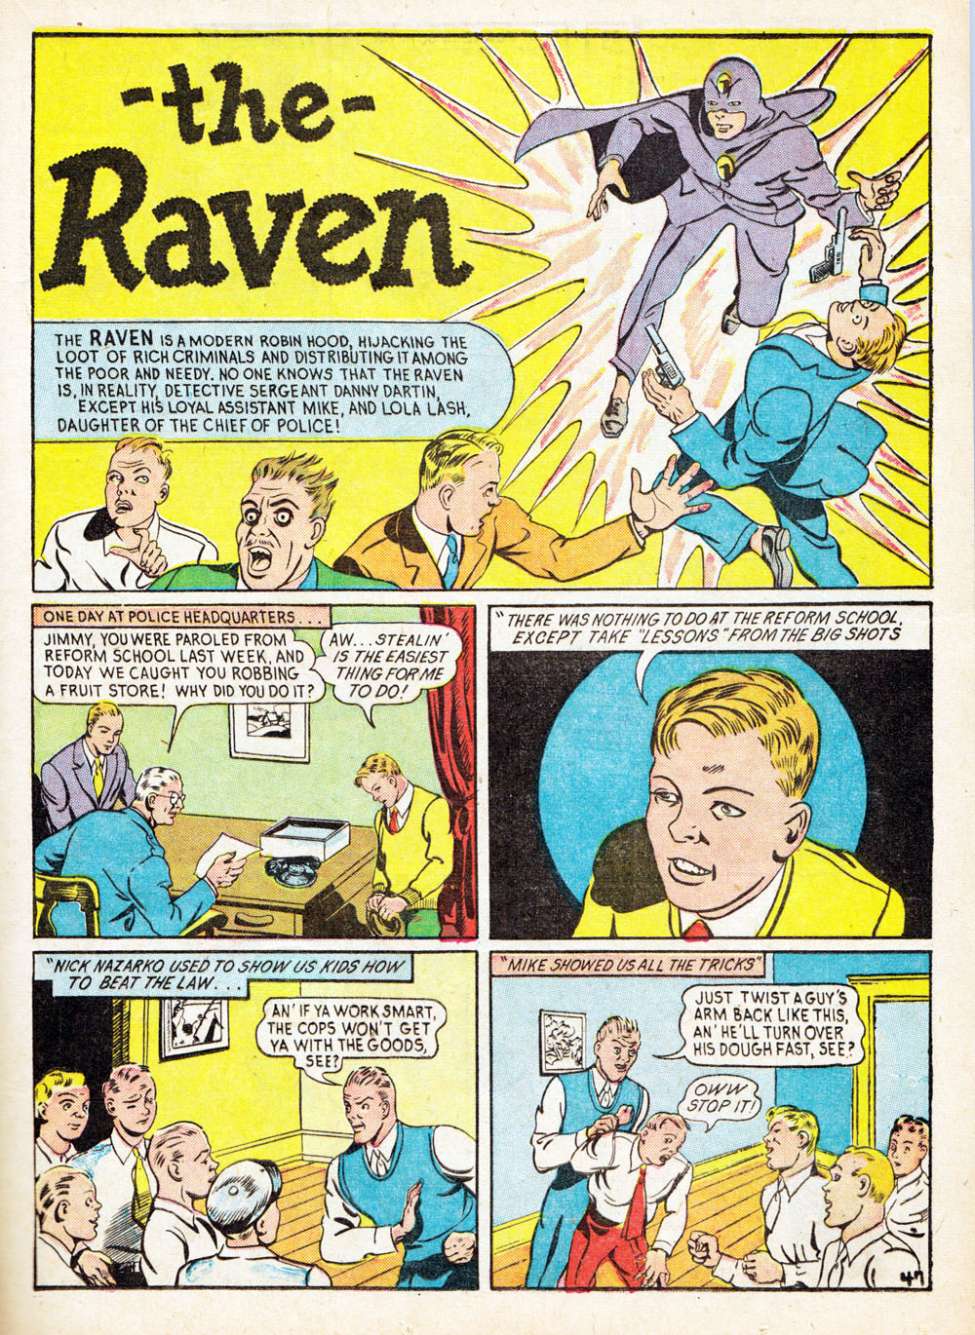 -the-
Raven
THE RAVEN IS A MODERN ROBIN HOOD, HIJACKING THE
LOOT OF RICH CRIMINALS AND DISTRIBUTING IT AMONG
THE POOR AND NEEDY. NO ONE KNOWS THAT THE RAVEN
IS, IN REALITY, DETECTIVE SERGEANT DANNY DARTIN,
EXCEPT HIS LOYAL ASSISTANT MIKE, AND LOLA LASH,
DAUGHTER OF THE CHIEF OF POLICE!
ONE DAY AT POLICE HEADQUARTERS...
JIMMY, YOU WERE PAROLED FROM
REFORM SCHOOL LAST WEEK, AND
TODAY WE CAUGHT YOU ROBBING
A FRUIT STORE! WHY DID YOU DO IT?
AW... STEALIN'
IS THE EASIEST
THING FOR ME
TO DO!
"THERE WAS NOTHING TO DO AT THE REFORM SCHOOL,
EXCEPT TAKE "LESSONS" FROM THE BIG SHOTS
"NICK NAZARKO USED TO SHOW US KIDS HOW
TO BEAT THE LAW...
AN' IF YA WORK SMART,
THE COPS WON'T GET
YA WITH THE GOODS,
SEE?
"MIKE SHOWED US ALL THE TRICKS"
JUST TWIST A GUY'S
ARM BACK LIKE THIS,
AN' HE'LL TURN OVER
HIS DOUGH FAST, SEE?
OWW
STOP IT!
47